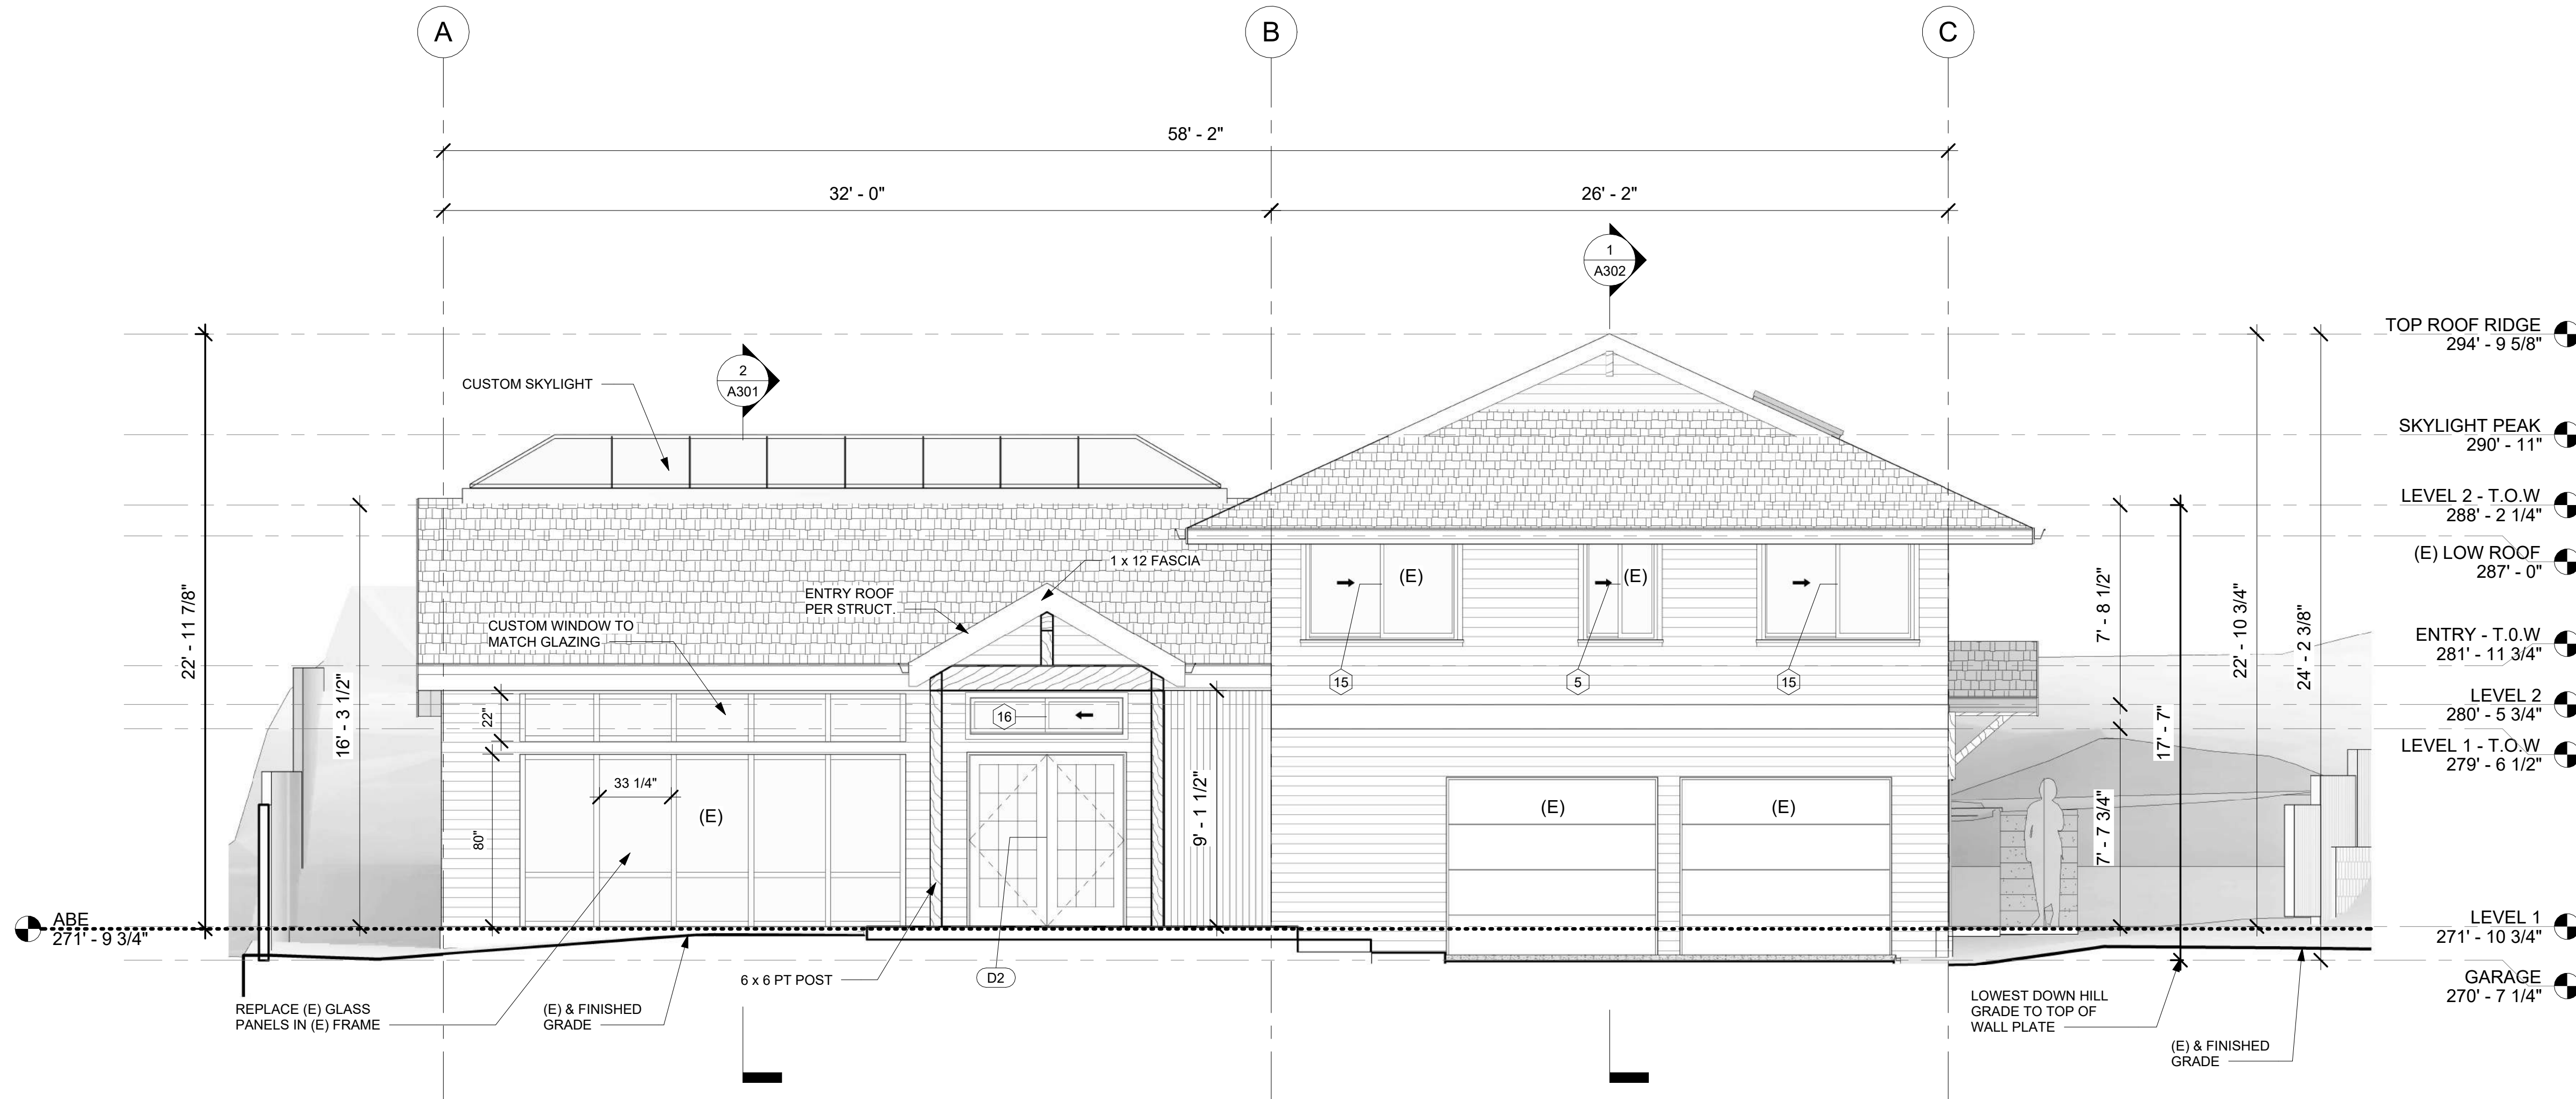 A
B
C
58' - 2"
32' - 0"
26' - 2"
1
A302
2
A301
CUSTOM SKYLIGHT
TOP ROOF RIDGE
294' - 9 5/8"
SKYLIGHT PEAK
290' - 11"
LEVEL 2 - T.O.W
288' - 2 1/4"
(E) LOW ROOF
287' - 0"
ENTRY - T.0.W
281' - 11 3/4"
LEVEL 2
280' - 5 3/4"
LEVEL 1 - T.O.W
279' - 6 1/2"
LEVEL 1
271' - 10 3/4"
GARAGE
270' - 7 1/4"
ABE
271' - 9 3/4"
22' - 11 7/8"
16' - 3 1/2"
1 x 12 FASCIA
ENTRY ROOF
PER STRUCT.
CUSTOM WINDOW TO
MATCH GLAZING
(E)
(E)
15
5
15
22"
16
33 1/4"
80"
(E)
9' - 1 1/2"
(E)
(E)
7' - 8 1/2"
7' - 7 3/4"
17' - 7"
22' - 10 3/4"
24' - 2 3/8"
6 x 6 PT POST
D2
REPLACE (E) GLASS
PANELS IN (E) FRAME
(E) & FINISHED
GRADE
LOWEST DOWN HILL
GRADE TO TOP OF
WALL PLATE
(E) & FINISHED
GRADE